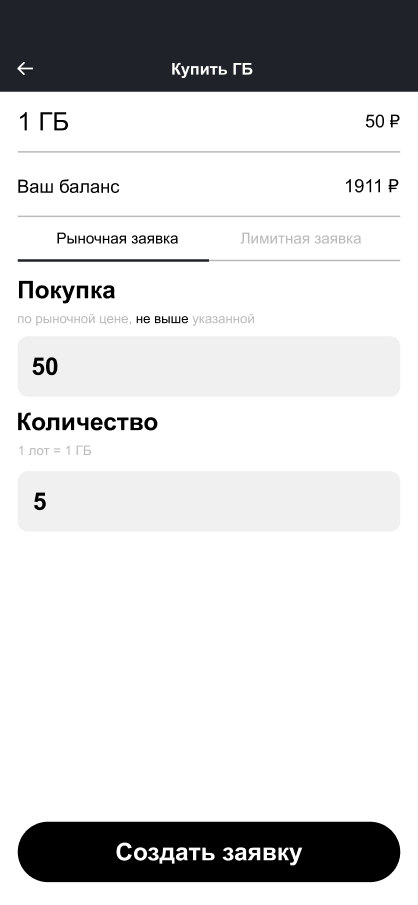 Купить ГБ
1 ГБ 50 ₽
Ваш баланс 1911 ₽
Рыночная заявка Лимитная заявка
Покупка
по рыночной цене, не выше указанной
50
Количество
1 лот = 1 ГБ
5
Создать заявку